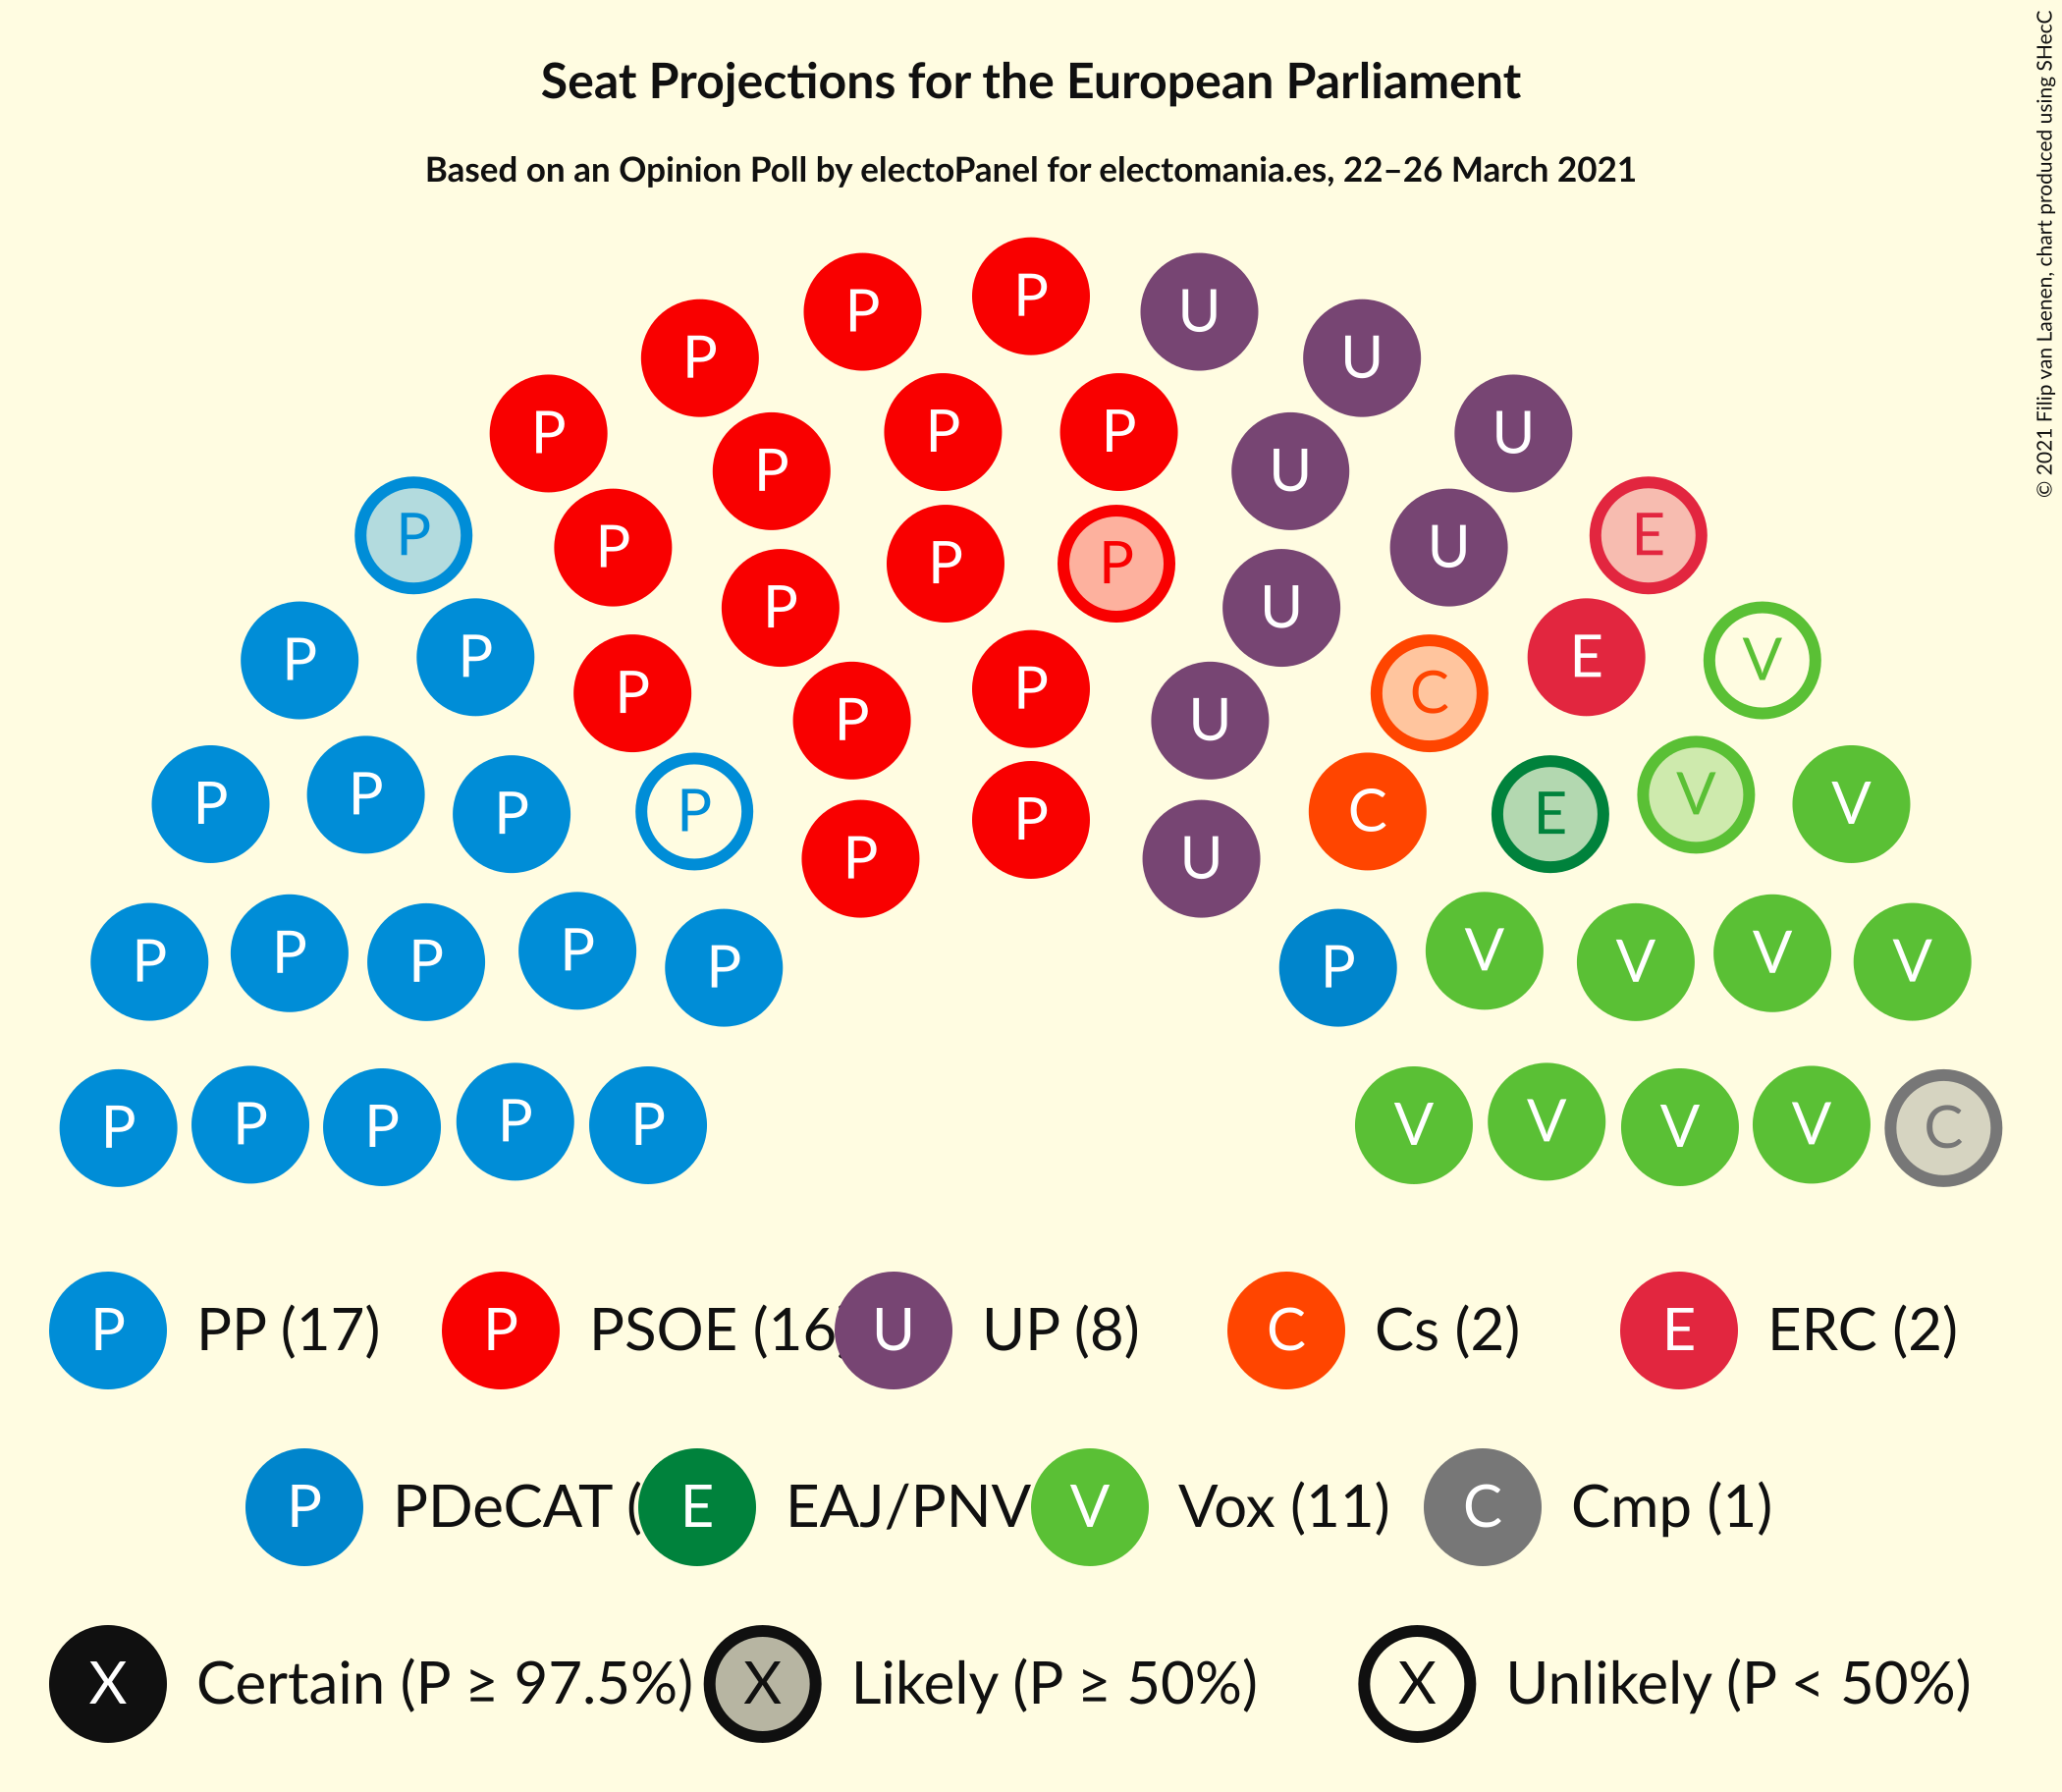 Seat Projections for the European Parliament
Based on an Opinion Poll by electoPanel for electomania.es, 22–26 March 2021
© 2021 Filip van Laenen, chart produced using SHecC
P P U
P U
P P U
P P
P U
P P E
P U
P P U
P P E
P P V
P C
P U
P V
P V
P P C
P E
P U
P P V V
P V
P P
P P V V
P P P P V V V C
P V
P PP (17) P PSOE (16 U UP (8) C Cs (2) E ERC (2)
P PDeCAT ( E EAJ/PNV V Vox (11) C Cmp (1)
X Certain (P ≥ 97.5%) X Likely (P ≥ 50%) X Unlikely (P < 50%)